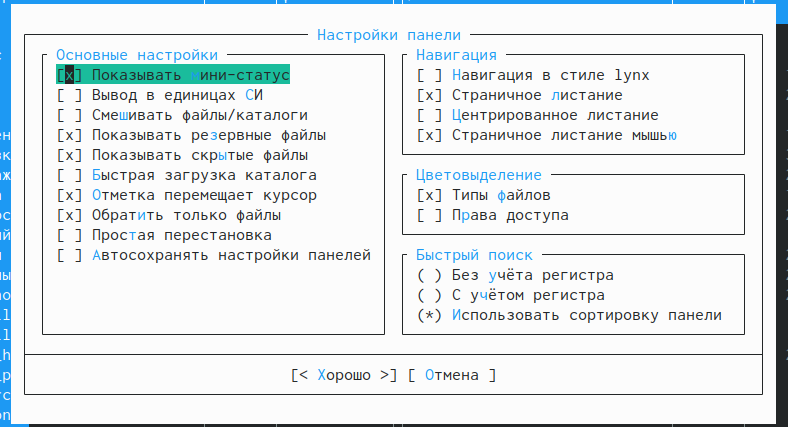 Настройки панели
Основные настройки
[x] Показывать мини-статус
[ ] Вывод в единицах СИ
[ ] Смешивать файлы/каталоги
[x] Показывать резервные файлы
[x] Показывать скрытые файлы
[ ] Быстрая загрузка каталога
[x] Отметка перемещает курсор
[x] Обратить только файлы
[ ] Простая перестановка
[ ] Автосохранять настройки панелей
Навигация
[ ] Навигация в стиле lynx
[x] Страничное листание
[ ] Центрированное листание
[x] Страничное листание мышью
Цветовыделение
[x] Типы файлов
[ ] Права доступа
Быстрый поиск
( ) Без учёта регистра
( ) С учётом регистра
(*) Использовать сортировку панели
[< Хорошо >] [ Отмена ]